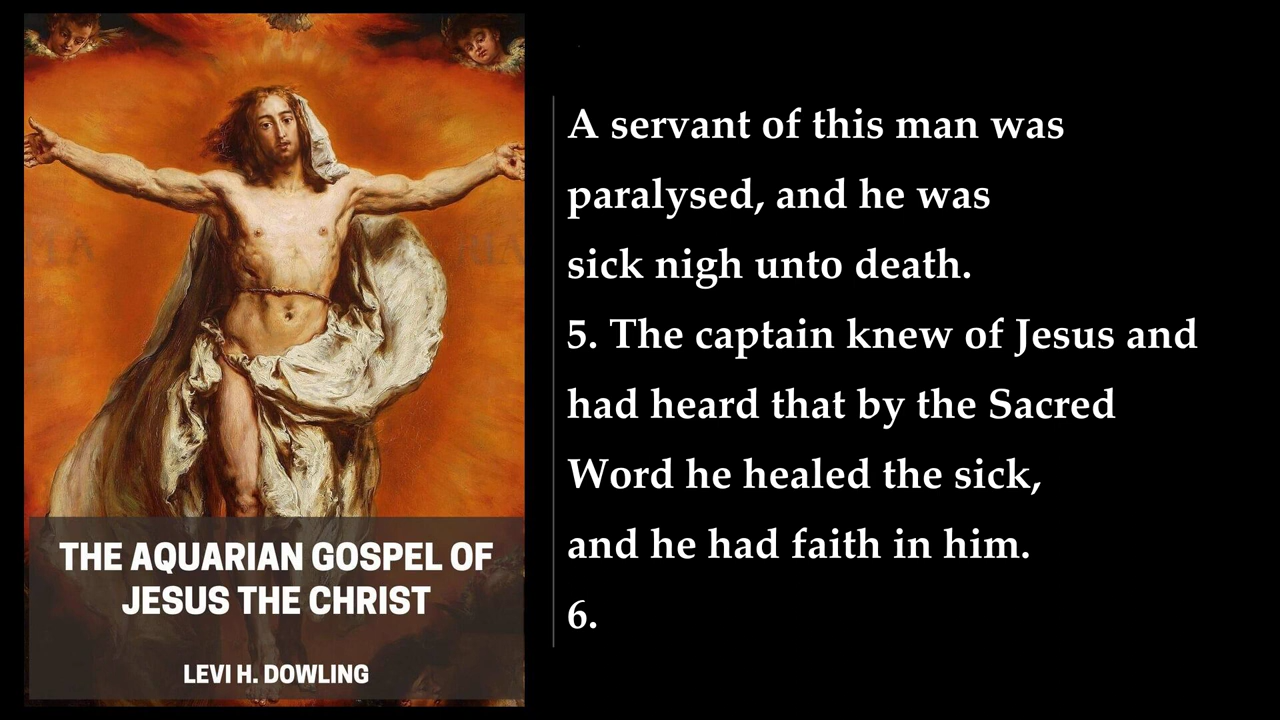 THE AQUARIAN GOSPEL OF
JESUS THE CHRIST
LEVI H. DOWLING
A servant of this man was
paralysed, and he was
sick nigh unto death.
5. The captain knew of Jesus and
had heard that by the Sacred
Word he healed the sick,
and he had faith in him.
6.